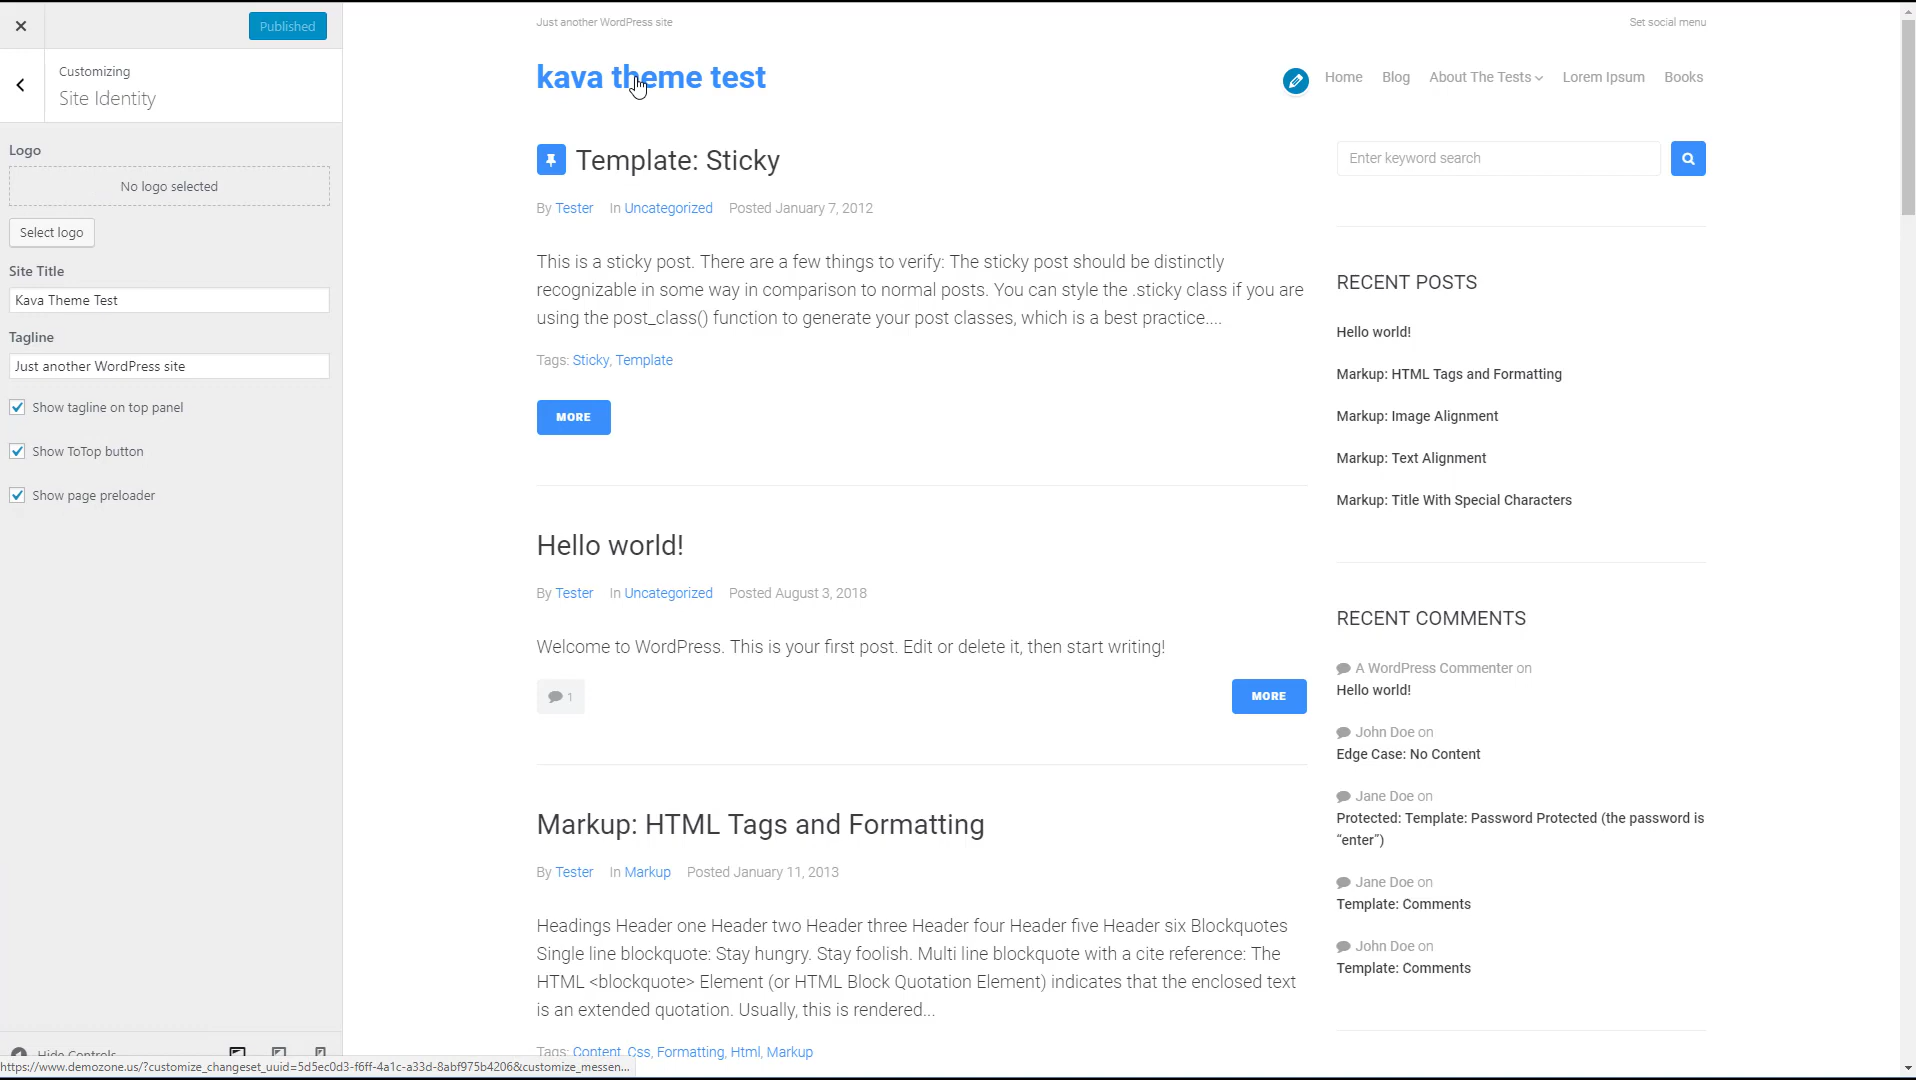 Published
Customizing
Site Identity
Logo
No logo selected
Select logo
Site Title
Kava Theme Test
Tagline
Just another WordPress site
Show tagline on top panel
Show ToTop button
Show page preloader
Hide Controls
https://www.demozone.us/?customize_changeset_uuid=5d5ec0d3-f6ff-4a1c-a33d-8abf975b4206&customize_messen...
Just another WordPress site
Set social menu
kava theme test
Home Blog About The Tests Lorem Ipsum Books
Template: Sticky
By Tester In Uncategorized Posted January 7, 2012
This is a sticky post. There are a few things to verify: The sticky post should be distinctly
recognizable in some way in comparison to normal posts. You can style the .sticky class if you are
using the post_class() function to generate your post classes, which is a best practice....
Tags: Sticky, Template
MORE
Hello world!
By Tester In Uncategorized Posted August 3, 2018
Welcome to WordPress. This is your first post. Edit or delete it, then start writing!
1
MORE
Markup: HTML Tags and Formatting
By Tester In Markup Posted January 11, 2013
Headings Header one Header two Header three Header four Header five Header six Blockquotes
Single line blockquote: Stay hungry. Stay foolish. Multi line blockquote with a cite reference: The
HTML <blockquote> Element (or HTML Block Quotation Element) indicates that the enclosed text
is an extended quotation. Usually, this is rendered...
Tags: Content, Css, Formatting, Html, Markup
Enter keyword search
RECENT POSTS
Hello world!
Markup: HTML Tags and Formatting
Markup: Image Alignment
Markup: Text Alignment
Markup: Title With Special Characters
RECENT COMMENTS
A WordPress Commenter on
Hello world!
John Doe on
Edge Case: No Content
Jane Doe on
Protected: Template: Password Protected (the password is
“enter”)
Jane Doe on
Template: Comments
John Doe on
Template: Comments